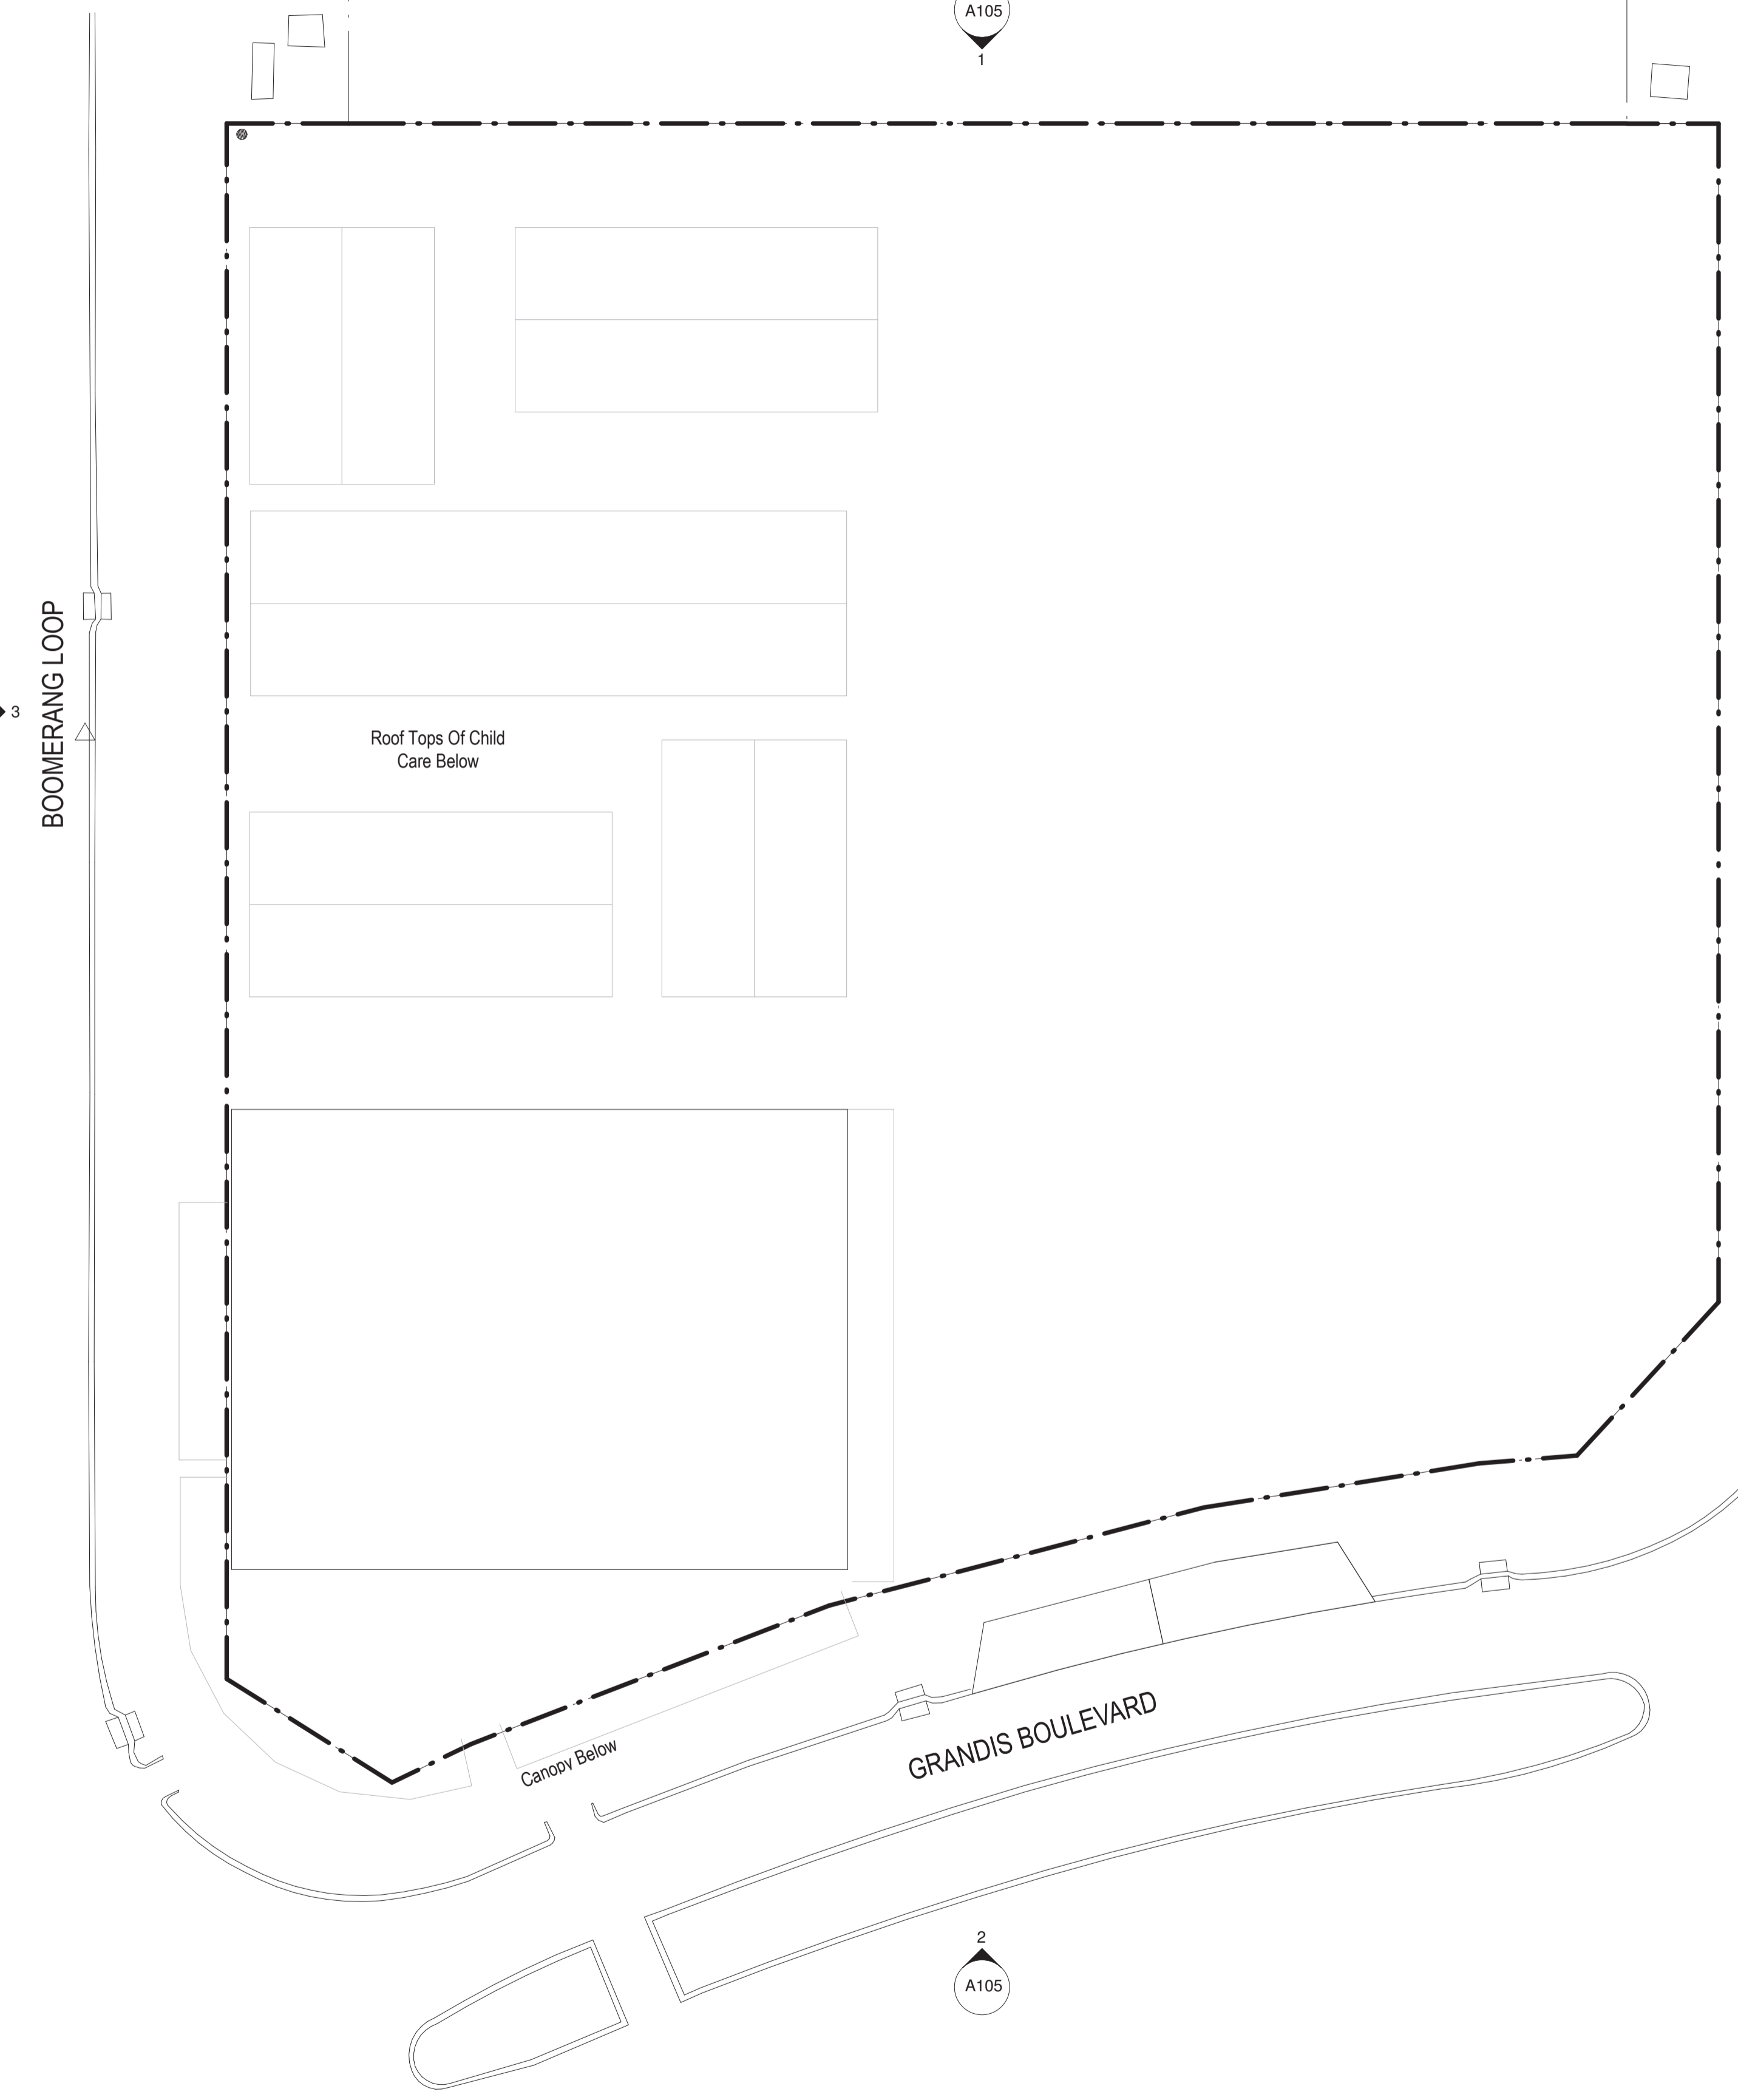 A105
1
BOOMERANG LOOP
3
Roof Tops Of Child
Care Below
Canopy Below
GRANDIS BOULEVARD
2
A105